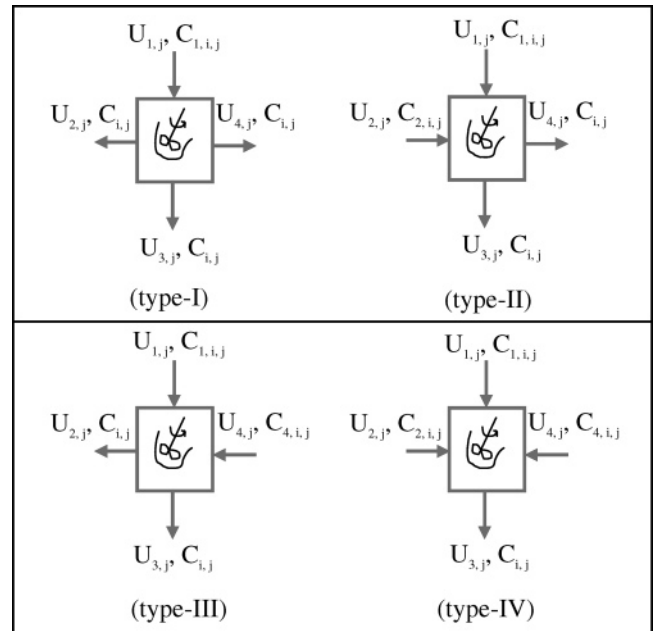 U1, j, C1, i, j
U2, j, Ci, j
U4, j, Ci, j
U3, j, Ci, j
(type-I)
U1, j, C1, i, j
U2, j, C2, i, j
U4, j, Ci, j
U3, j, Ci, j
(type-II)
U1, j, C1, i, j
U2, j, Ci, j
U4, j, C4, i, j
U3, j, Ci, j
(type-III)
U1, j, C1, i, j
U2, j, C2, i, j
U4, j, C4, i, j
U3, j, Ci, j
(type-IV)